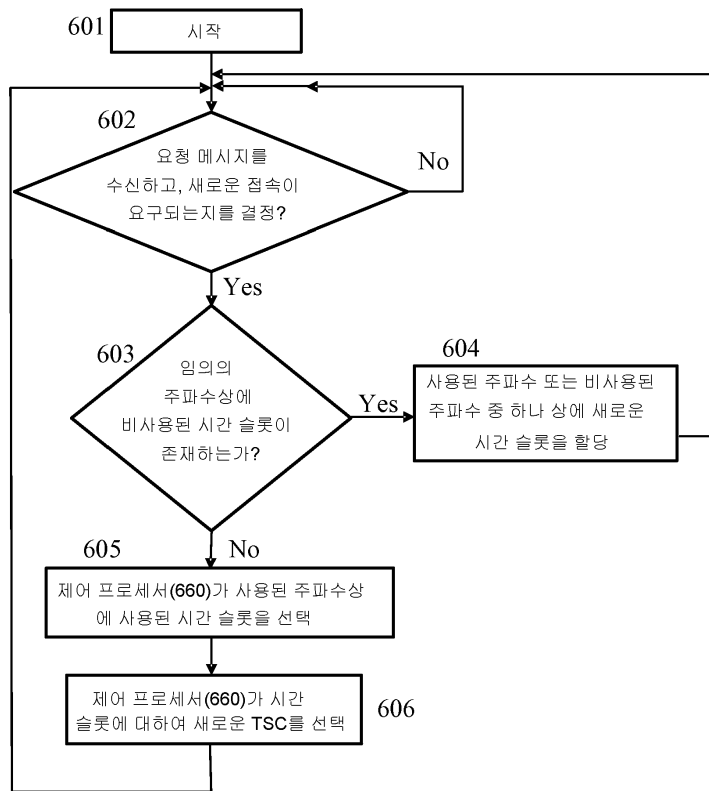 601
시작
602
요청 메시지를
수신하고, 새로운 접속이
요구되는지를 결정?
No
Yes
603
임의의
주파수상에
비사용된 시간 슬롯이
존재하는가?
Yes
604
사용된 주파수 또는 비사용된
주파수 중 하나 상에 새로운
시간 슬롯을 할당
No
605
제어 프로세서(660)가 사용된 주파수상
에 사용된 시간 슬롯을 선택
제어 프로세서(660)가 시간
슬롯에 대하여 새로운 TSC를 선택
606